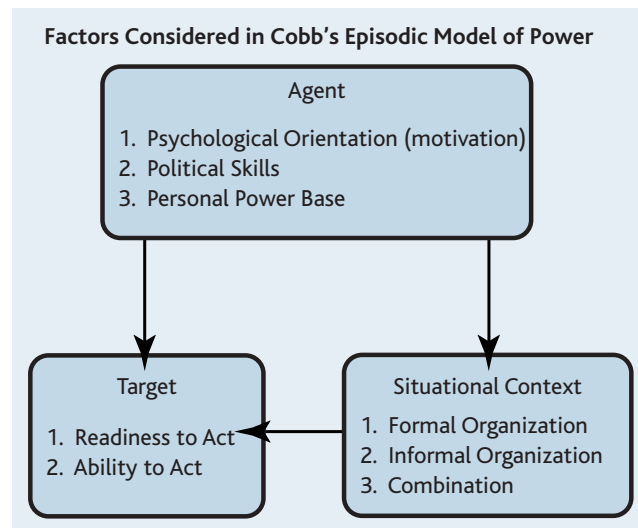 Factors Considered in Cobb's Episodic Model of Power
Agent
1. Psychological Orientation (motivation)
2. Political Skills
3. Personal Power Base
Target
1. Readiness to Act
2. Ability to Act
Situational Context
1. Formal Organization
2. Informal Organization
3. Combination